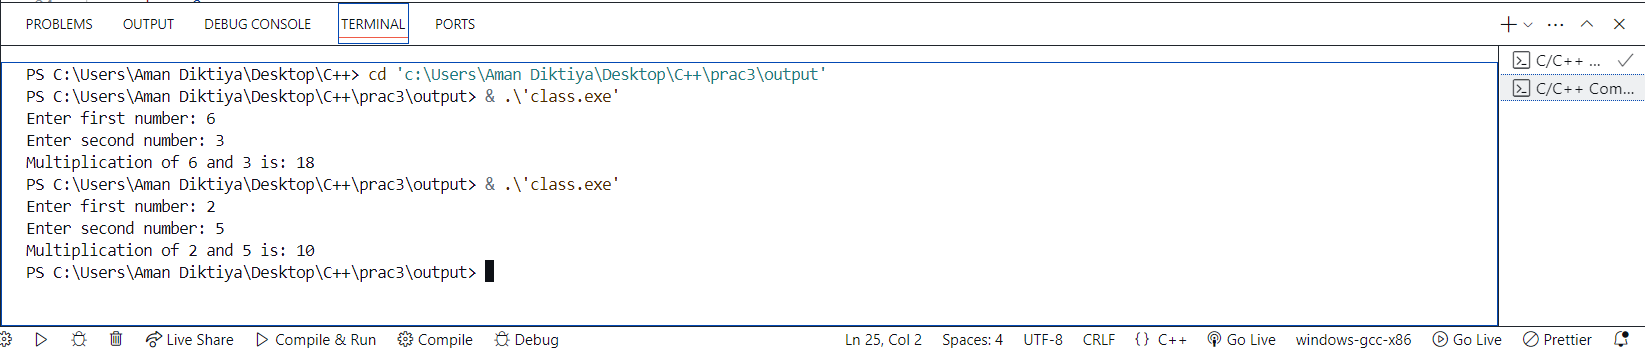 PROBLEMS OUTPUT DEBUG CONSOLE TERMINAL PORTS
PS C:\Users\Aman Diktiya\Desktop\C++> cd 'c:\Users\Aman Diktiya\Desktop\C++\prac3\output'
PS C:\Users\Aman Diktiya\Desktop\C++\prac3\output> & .\'class.exe'
Enter first number: 6
Enter second number: 3
Multiplication of 6 and 3 is: 18
PS C:\Users\Aman Diktiya\Desktop\C++\prac3\output> & .\'class.exe'
Enter first number: 2
Enter second number: 5
Multiplication of 2 and 5 is: 10
PS C:\Users\Aman Diktiya\Desktop\C++\prac3\output>
C/C++ ...
C/C++ Com...
Live Share Compile & Run Compile Debug Ln 25, Col 2 Spaces: 4 UTF-8 CRLF {} C++ Go Live windows-gcc-x86 Go Live Prettier